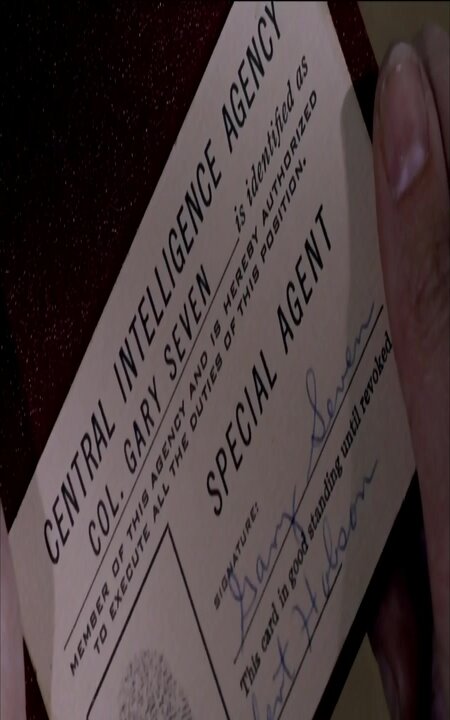 CENTRAL INTELLIGENCE AGENCY
COL. GARY SEVEN is identified as
MEMBER OF THIS AGENCY AND IS HEREBY AUTHORIZED
TO EXECUTE ALL THE DUTIES OF THIS POSITION.
SPECIAL AGENT
SIGNATURE: Gary Seven
This card in good standing until revoked
Hobson